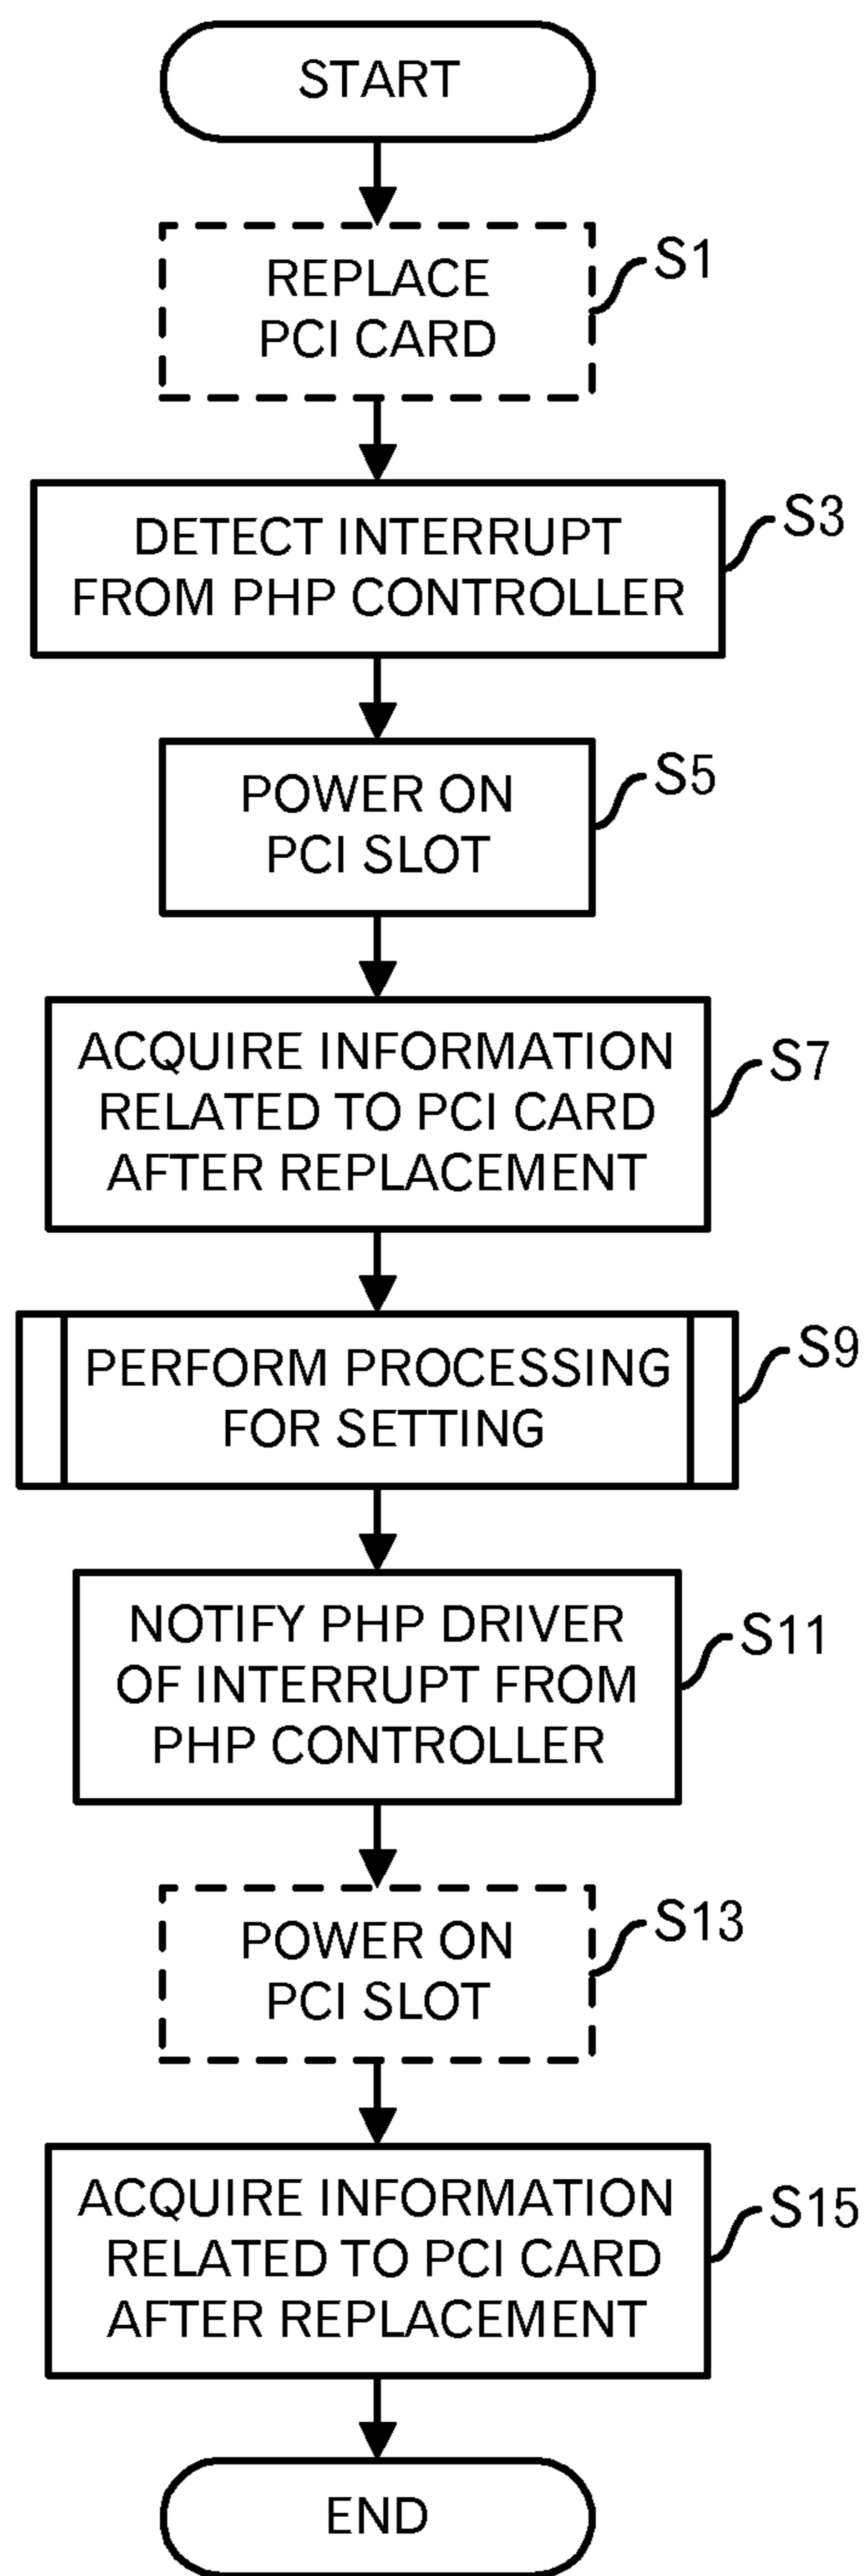 START
REPLACE
PCI CARD
S1
DETECT INTERRUPT
FROM PHP CONTROLLER
S3
POWER ON
PCI SLOT
S5
ACQUIRE INFORMATION
RELATED TO PCI CARD
AFTER REPLACEMENT
S7
PERFORM PROCESSING
FOR SETTING
S9
NOTIFY PHP DRIVER
OF INTERRUPT FROM
PHP CONTROLLER
S11
POWER ON
PCI SLOT
S13
ACQUIRE INFORMATION
RELATED TO PCI CARD
AFTER REPLACEMENT
S15
END